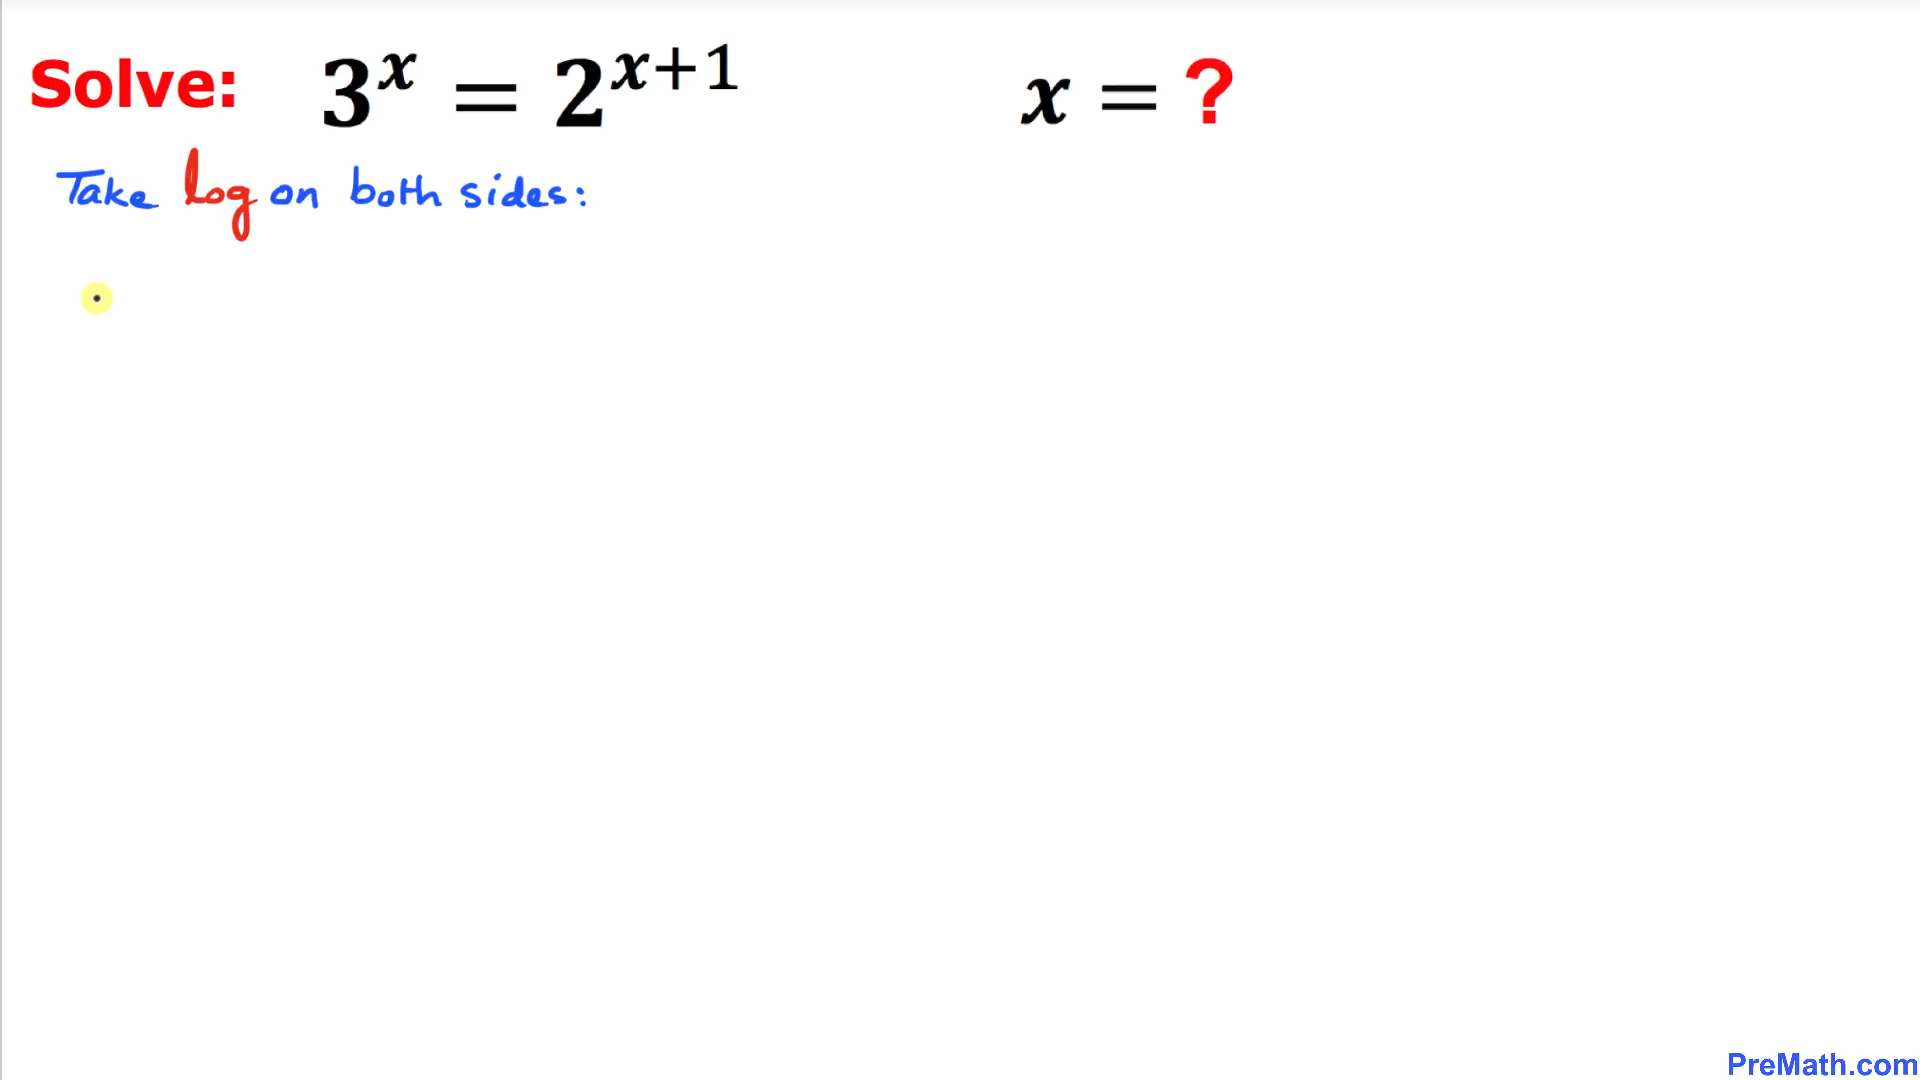 Solve: 3^x = 2^{x+1} x = ?
Take log on both sides:
PreMath.com